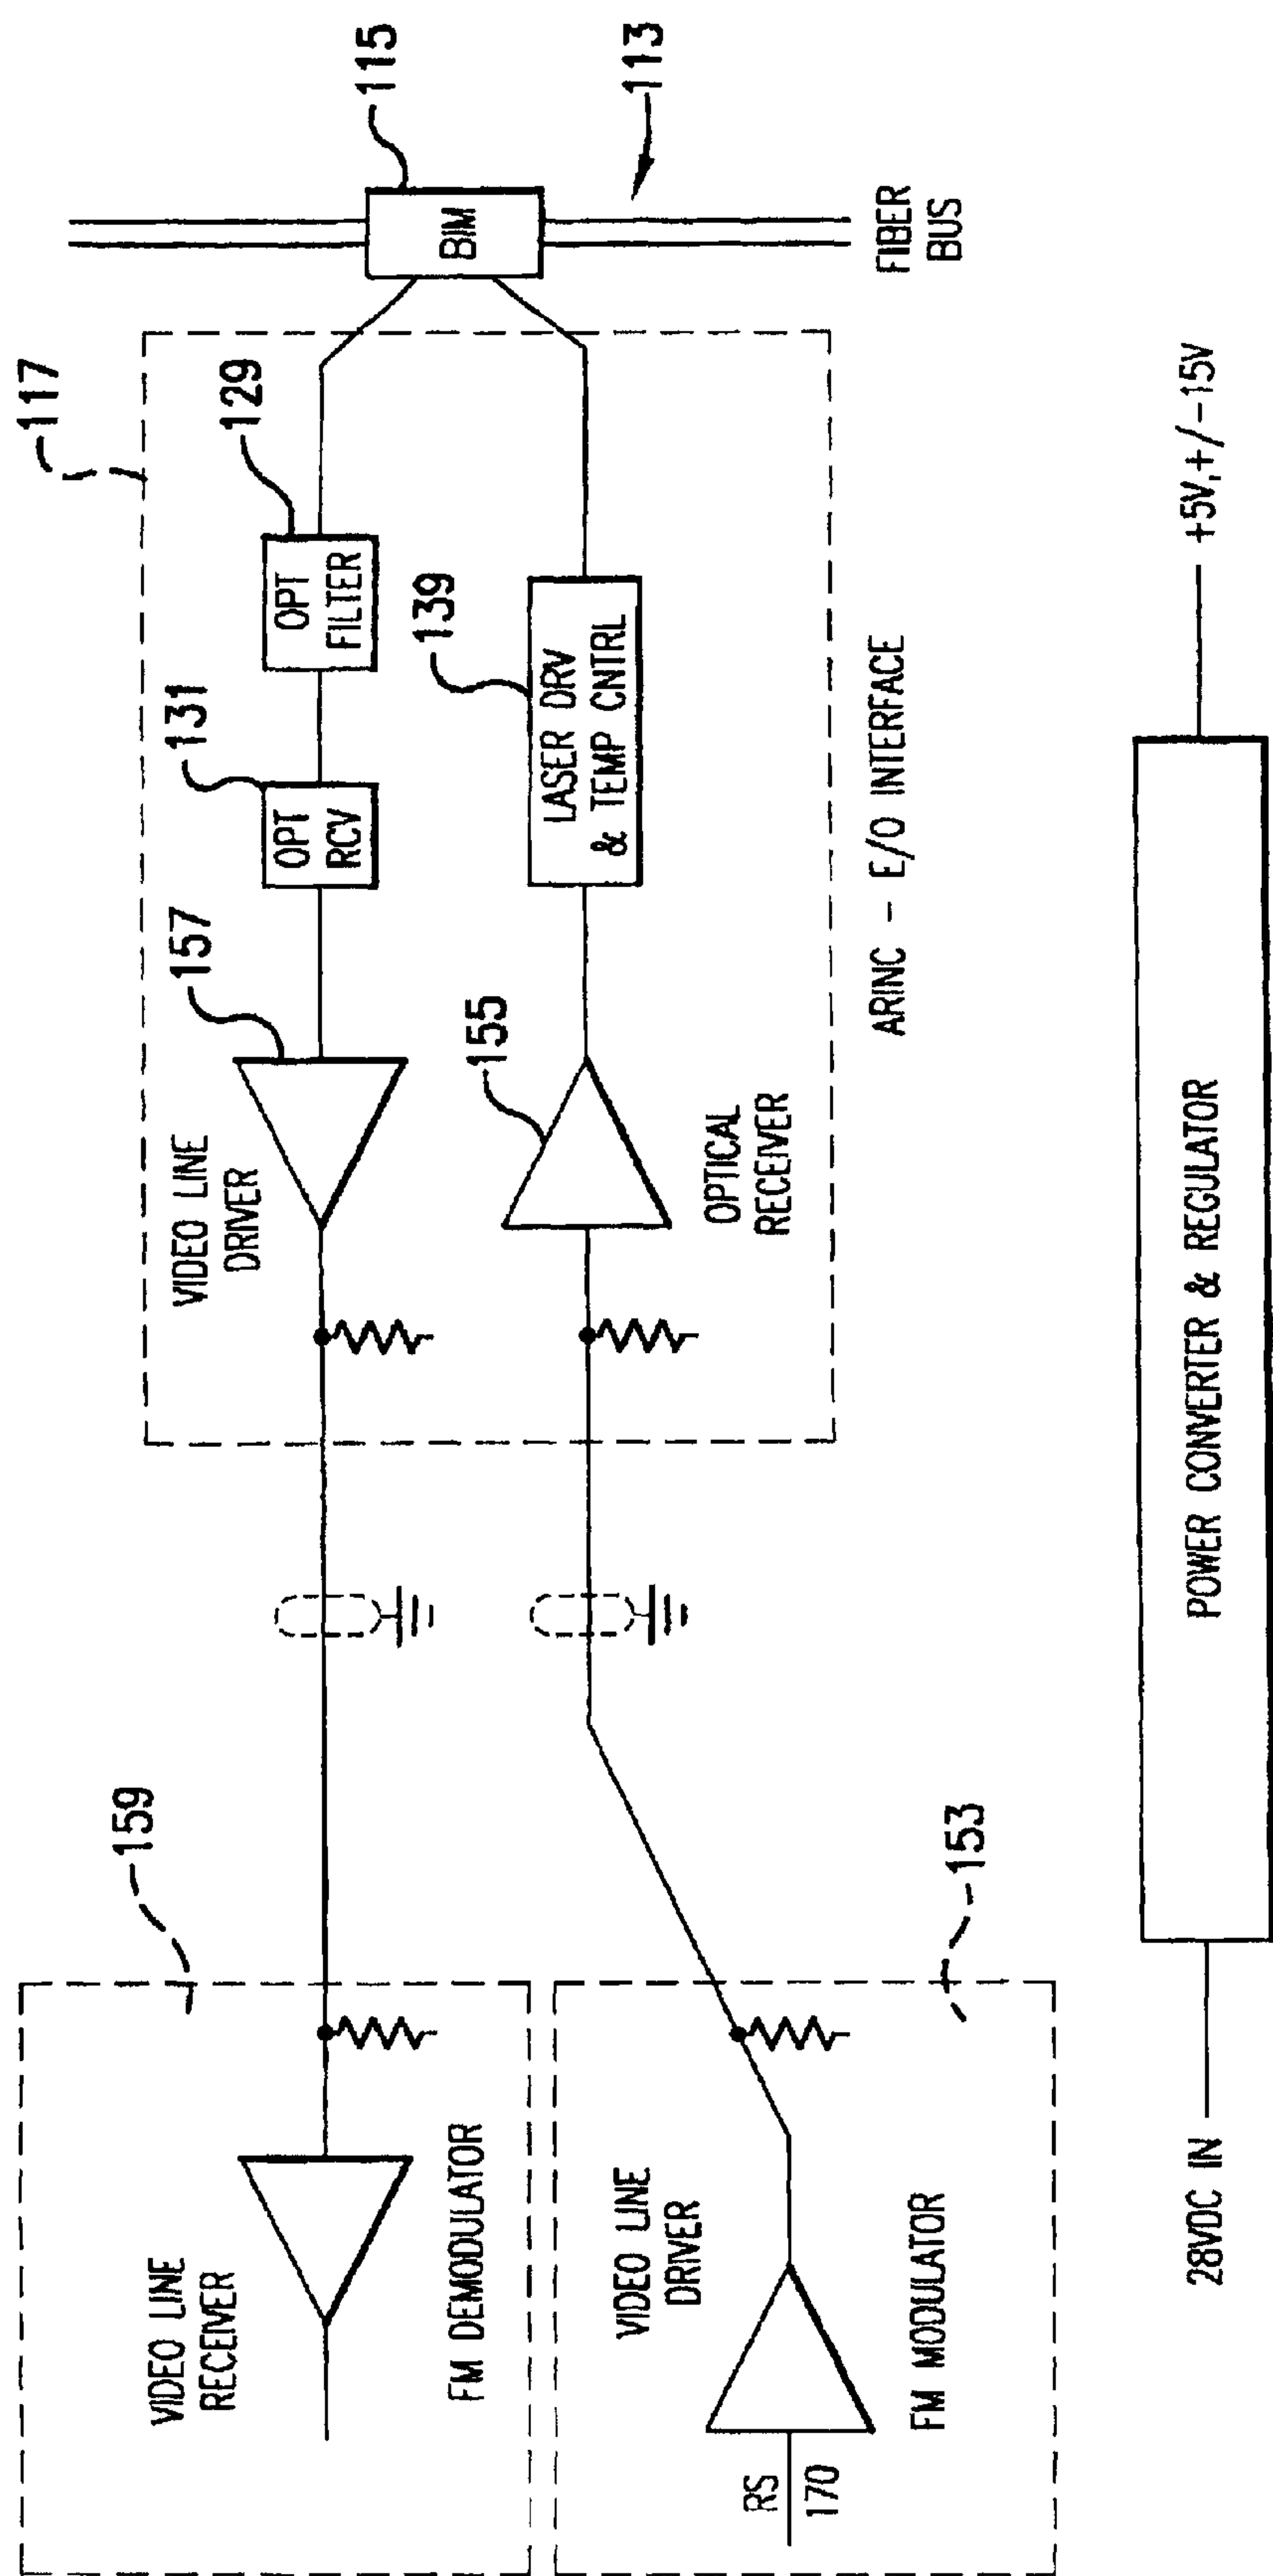 117
115
129
131
157
BIM
113
OPT
FILTER
OPT
RCV
VIDEO LINE
DRIVER
139
LASER DRV
& TEMP CNTRL
155
OPTICAL
RECEIVER
FIBER
BUS
ARINC - E/O INTERFACE
159
VIDEO LINE
RECEIVER
FM DEMODULATOR
153
VIDEO LINE
DRIVER
FM MODULATOR
RS
170
28VDC IN
POWER CONVERTER & REGULATOR
+5V,+/-15V